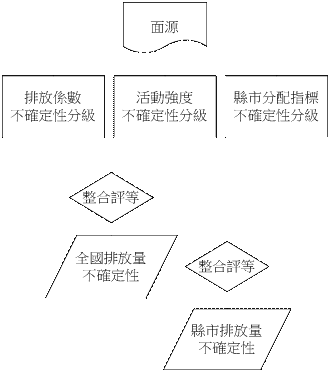 面源
排放係數
不確定性分級
活動強度
不確定性分級
縣市分配指標
不確定性分級
整合評等
全國排放量
不確定性
整合評等
縣市排放量
不確定性